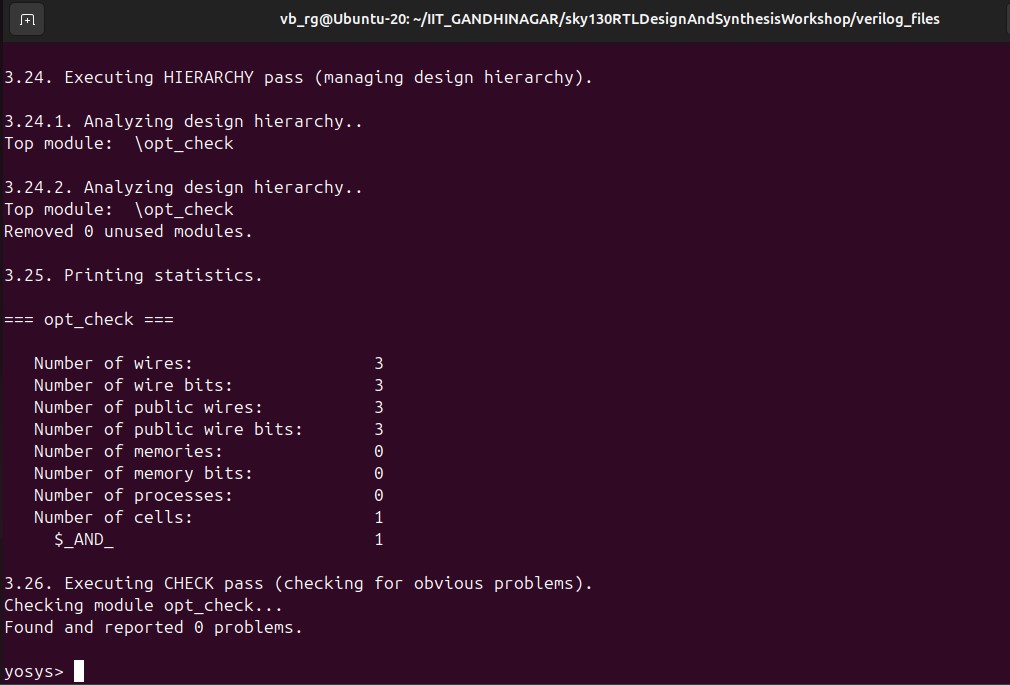 vb_rg@Ubuntu-20: ~/IIT_GANDHINAGAR/sky130RTLDesignAndSynthesisWorkshop/verilog_files
3.24. Executing HIERARCHY pass (managing design hierarchy).
3.24.1. Analyzing design hierarchy..
Top module:  \opt_check
3.24.2. Analyzing design hierarchy..
Top module:  \opt_check
Removed 0 unused modules.
3.25. Printing statistics.
=== opt_check ===
   Number of wires:                  3
   Number of wire bits:              3
   Number of public wires:           3
   Number of public wire bits:       3
   Number of memories:               0
   Number of memory bits:            0
   Number of processes:              0
   Number of cells:                  1
     $_AND_                          1
3.26. Executing CHECK pass (checking for obvious problems).
Checking module opt_check...
Found and reported 0 problems.
yosys>